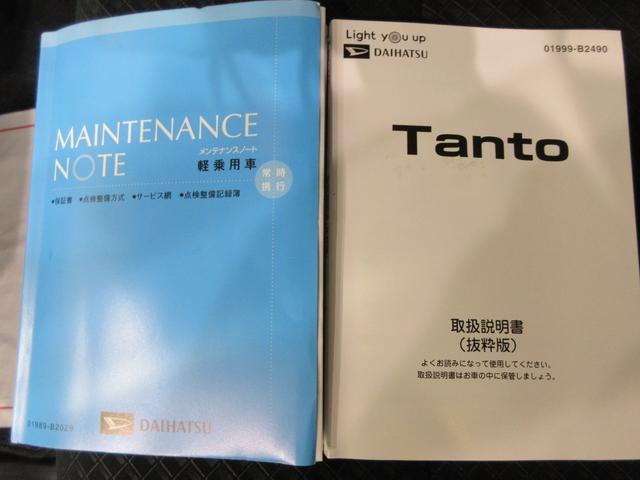 MAINTENANCE
NOTE
メンテナンスノート
軽乗用車
常時
携行
•保証書 •点検整備方式 •サービス網 •点検整備記録簿
01989-B2029
DAIHATSU
Light you up
DAIHATSU
01999-B2490
Tanto
取扱説明書
（抜粋版）
よくお読みになって使用してください。
取扱説明書はお車の中に保管しましょう。